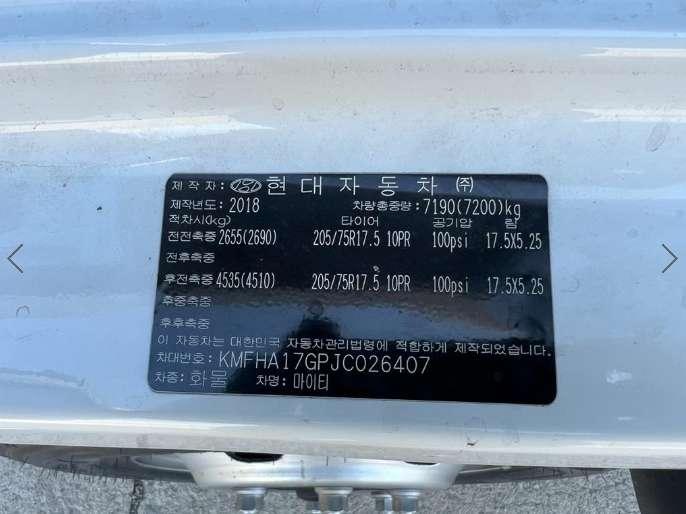 제 작 자 : 현 대 자 동 차 ㈜
제작년도 : 2018 차량총중량 : 7190(7200)kg
적차시(kg) 타이어 공기압 림
전전축중 2655(2690) 205/75R17.5 10PR 100psi 17.5X5.25
전후축중
후전축중 4535(4510) 205/75R17.5 10PR 100psi 17.5X5.25
후중축중
후후축중
이 자동차는 대한민국 자동차관리법령에 적합하게 제작되었습니다.
차대번호 : KMFHA17GPJC026407
차종 : 화물 차명 : 마이티